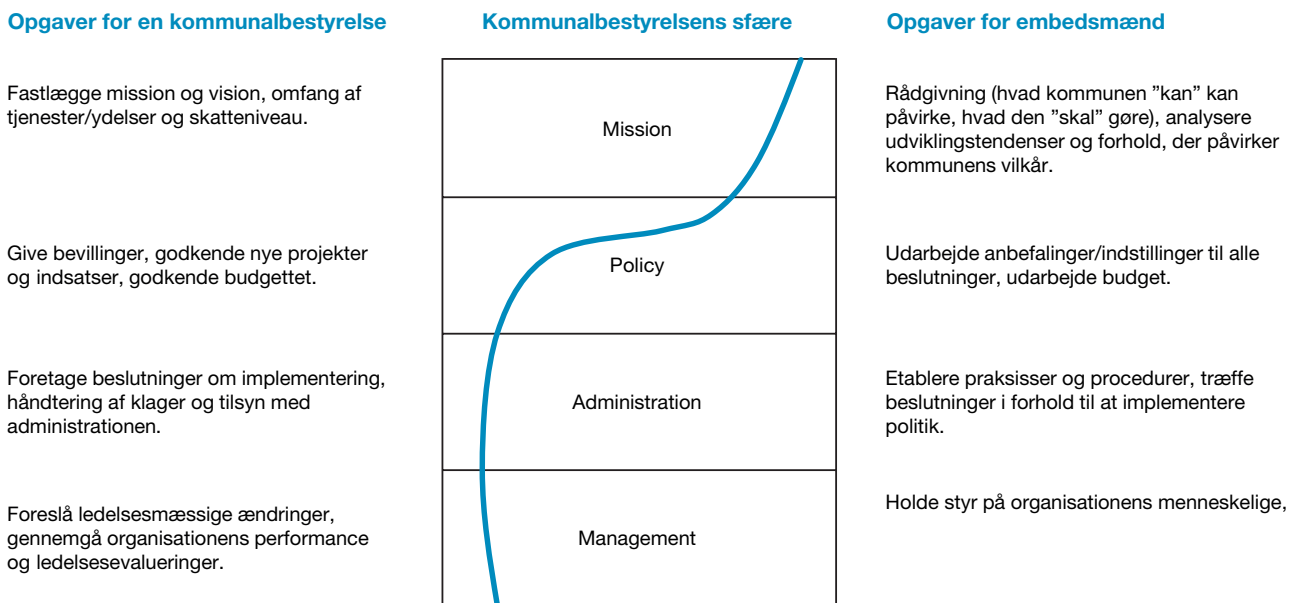 Opgaver for en kommunalbestyrelse
Kommunalbestyrelsens sfære
Opgaver for embedsmænd
Fastlægge mission og vision, omfang af
tjenester/ydelser og skatteniveau.
Mission
Rådgivning (hvad kommunen ”kan” kan
påvirke, hvad den ”skal” gøre), analysere
udviklingstendenser og forhold, der påvirker
kommunens vilkår.
Give bevillinger, godkende nye projekter
og indsatser, godkende budgettet.
Policy
Udarbejde anbefalinger/indstillinger til alle
beslutninger, udarbejde budget.
Foretage beslutninger om implementering,
håndtering af klager og tilsyn med
administrationen.
Administration
Etablere praksisser og procedurer, træffe
beslutninger i forhold til at implementere
politik.
Foreslå ledelsesmæssige ændringer,
gennemgå organisationens performance
og ledelsesevalueringer.
Management
Holde styr på organisationens menneskelige,